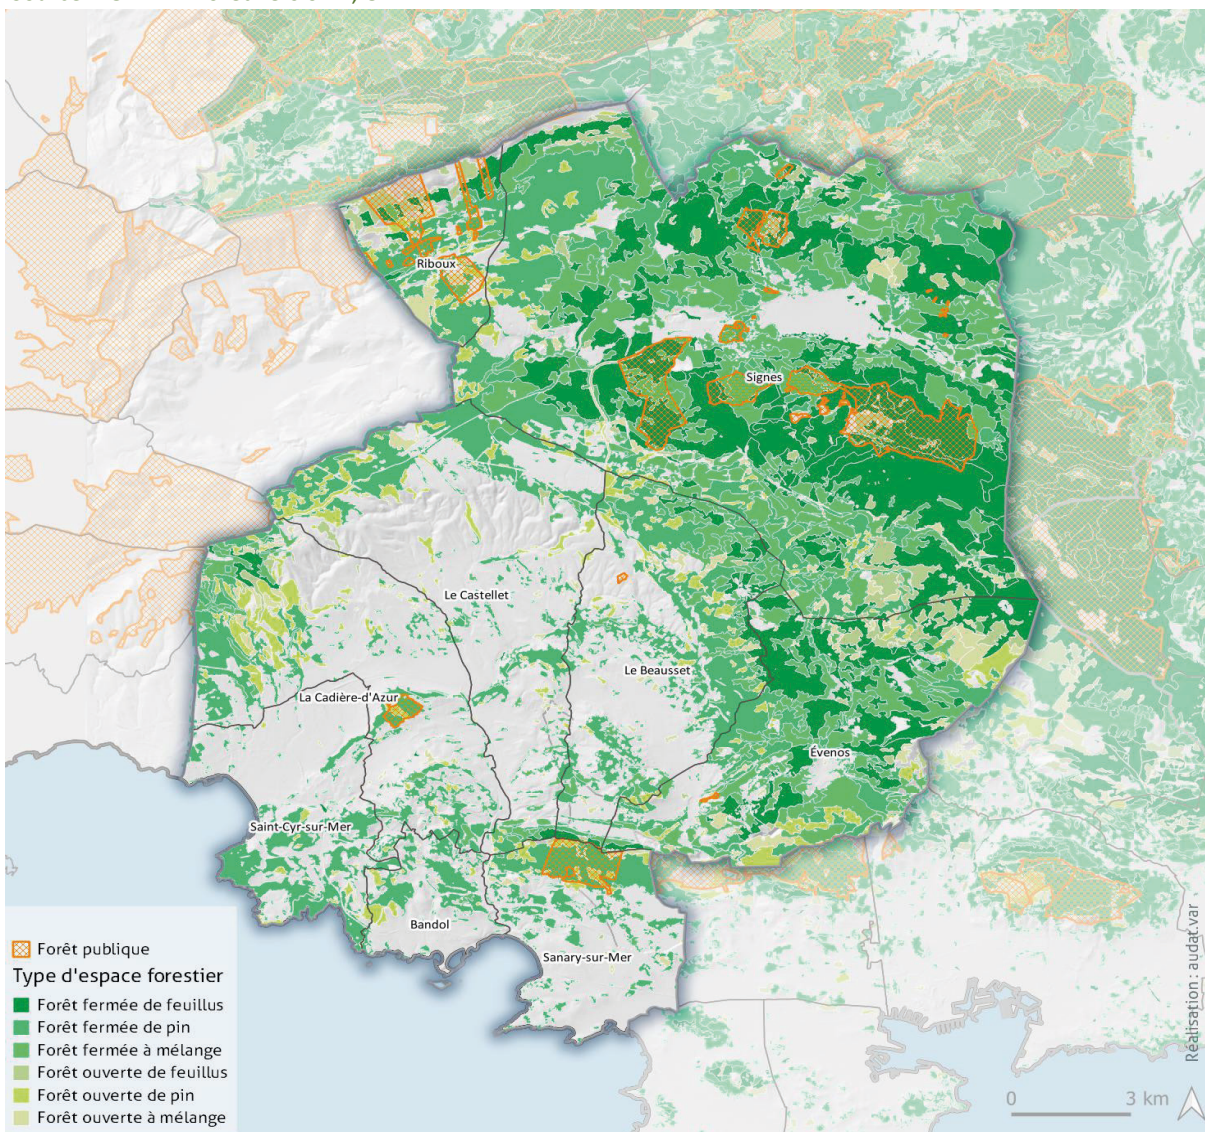 Riboux
Signes
Le Castellet
Le Beausset
La Cadière-d'Azur
Évenos
Saint-Cyr-sur-Mer
Bandol
Sanary-sur-Mer
Forêt publique
Type d'espace forestier
Forêt fermée de feuillus
Forêt fermée de pin
Forêt fermée à mélange
Forêt ouverte de feuillus
Forêt ouverte de pin
Forêt ouverte à mélange
0 3 km
Réalisation : audat.var